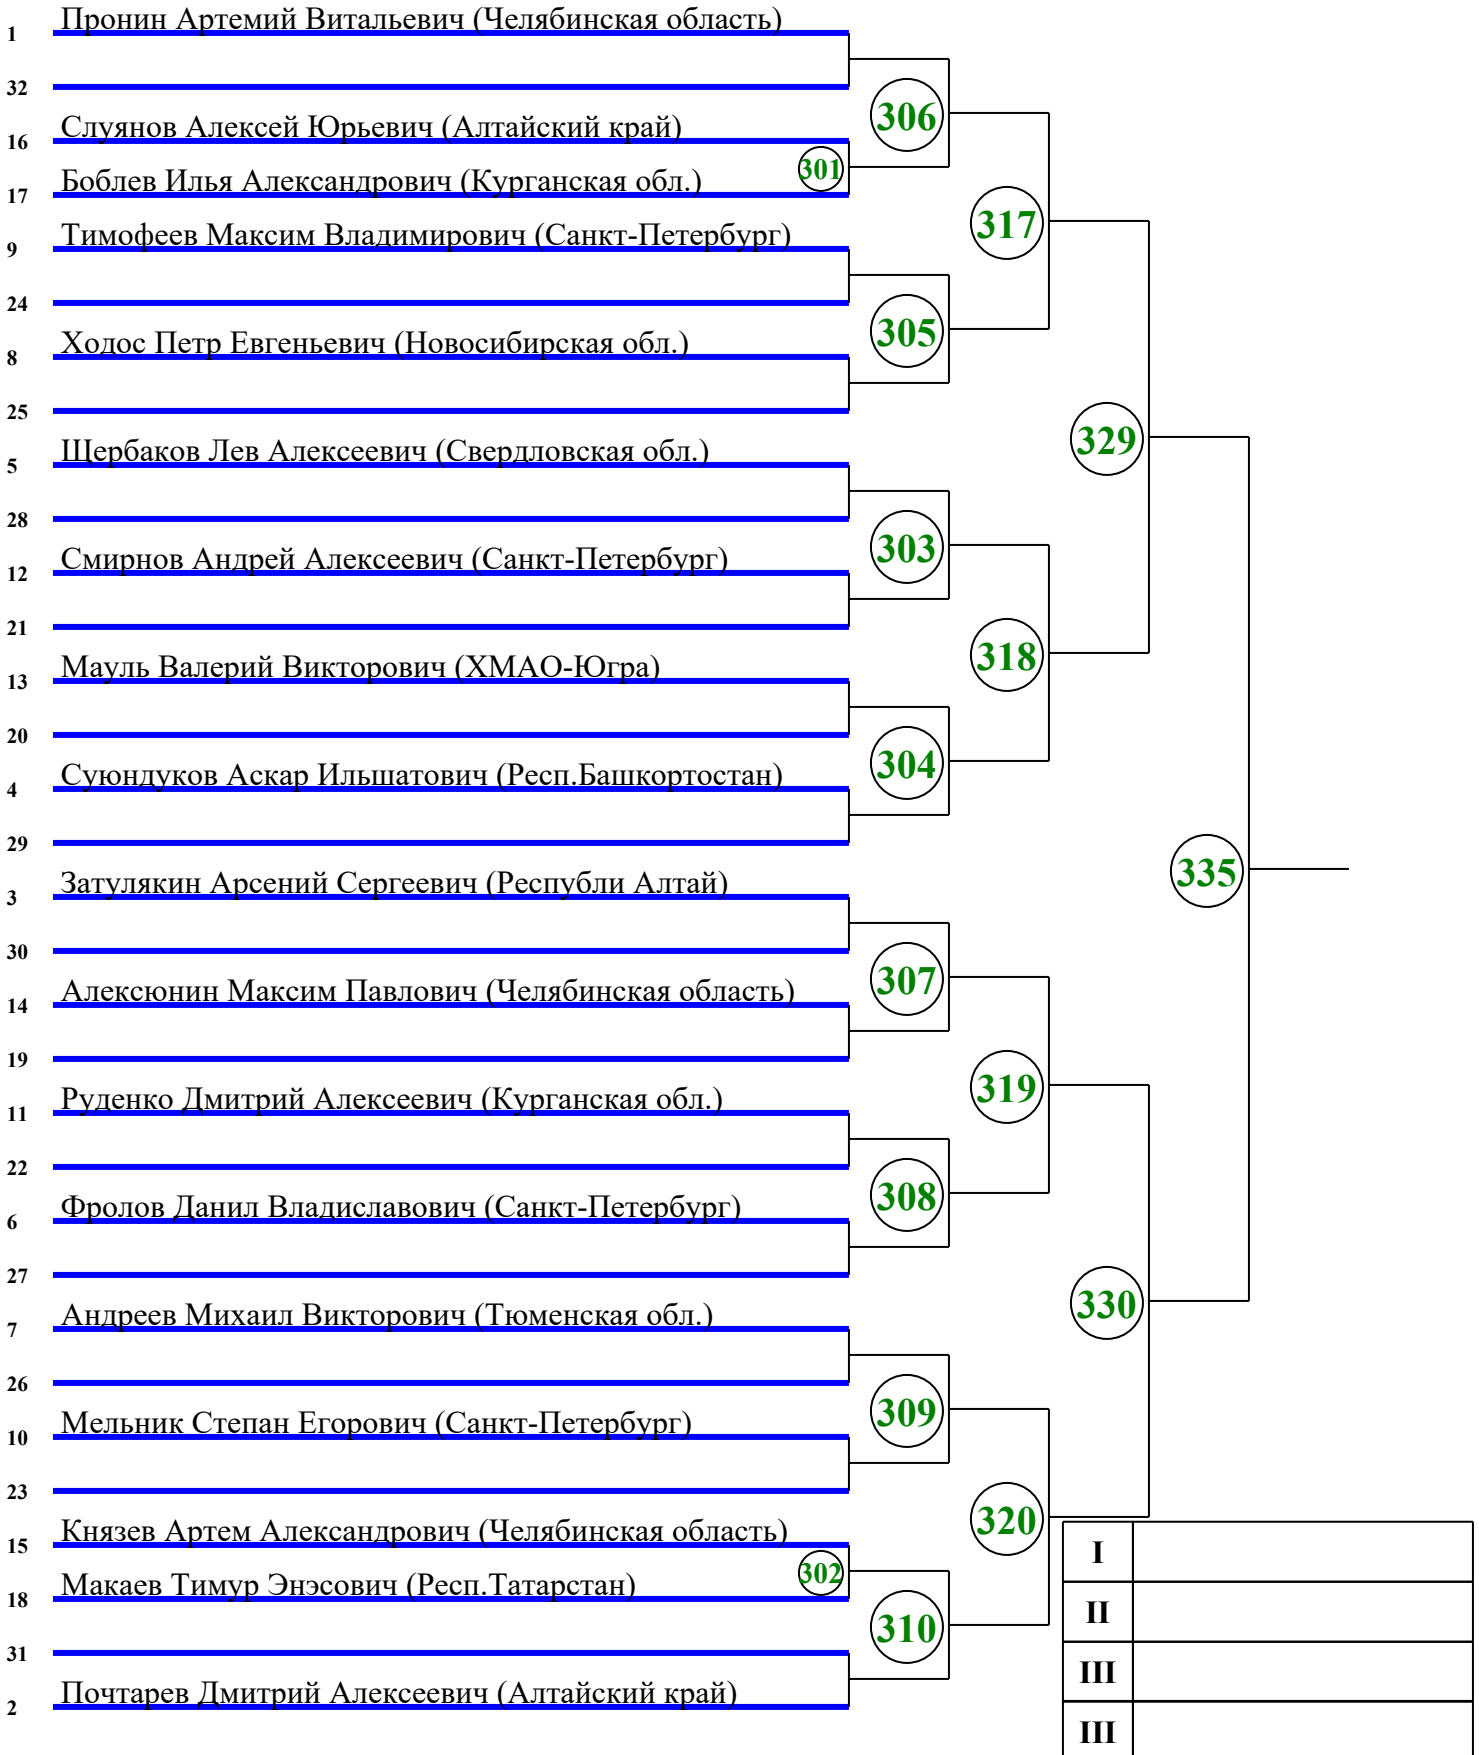 1 Пронин Артемий Витальевич (Челябинская область)
32
306
16 Слуянов Алексей Юрьевич (Алтайский край)
301
17 Боблев Илья Александрович (Курганская обл.)
317
9 Тимофеев Максим Владимирович (Санкт-Петербург)
24
305
8 Ходос Петр Евгеньевич (Новосибирская обл.)
25
329
5 Щербаков Лев Алексеевич (Свердловская обл.)
28
303
12 Смирнов Андрей Алексеевич (Санкт-Петербург)
21
318
13 Мауль Валерий Викторович (ХМАО-Югра)
20
304
4 Суюндуков Аскар Ильшатович (Респ.Башкортостан)
29
335
3 Затулякин Арсений Сергеевич (Республи Алтай)
30
307
14 Алексюнин Максим Павлович (Челябинская область)
19
319
11 Руденко Дмитрий Алексеевич (Курганская обл.)
22
308
6 Фролов Данил Владиславович (Санкт-Петербург)
27
330
7 Андреев Михаил Викторович (Тюменская обл.)
26
309
10 Мельник Степан Егорович (Санкт-Петербург)
23
320
15 Князев Артем Александрович (Челябинская область)
I
302
18 Макаев Тимур Энэсович (Респ.Татарстан)
II
310
31
III
2 Почтарев Дмитрий Алексеевич (Алтайский край)
III